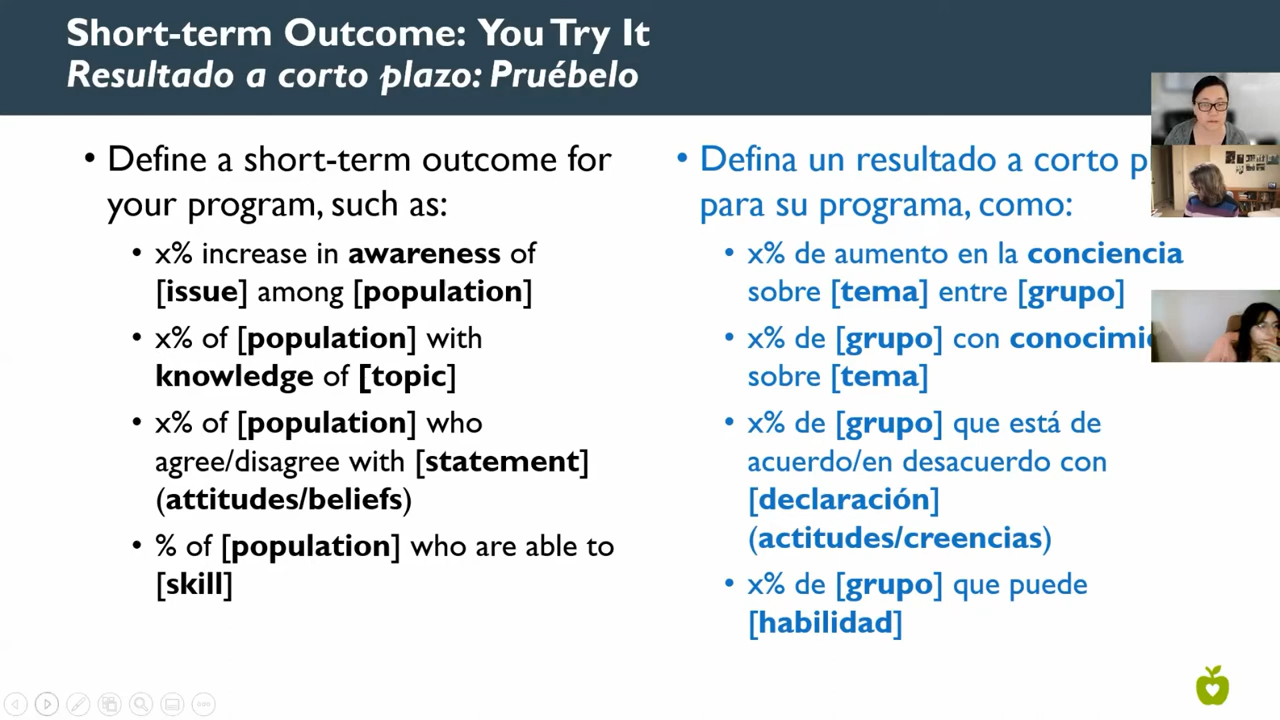 Short-term Outcome: You Try It
Resultado a corto plazo: Pruébelo
• Define a short-term outcome for
your program, such as:
• x% increase in awareness of
[issue] among [population]
• x% of [population] with
knowledge of [topic]
• x% of [population] who
agree/disagree with [statement]
(attitudes/beliefs)
• % of [population] who are able to
[skill]
• Defina un resultado a corto
para su programa, como:
• x% de aumento en la conciencia
sobre [tema] entre [grupo]
• x% de [grupo] con
sobre [tema]
• x% de [grupo] que está de
acuerdo/en desacuerdo con
[declaración]
(actitudes/creencias)
• x% de [grupo] que puede
[habilidad]